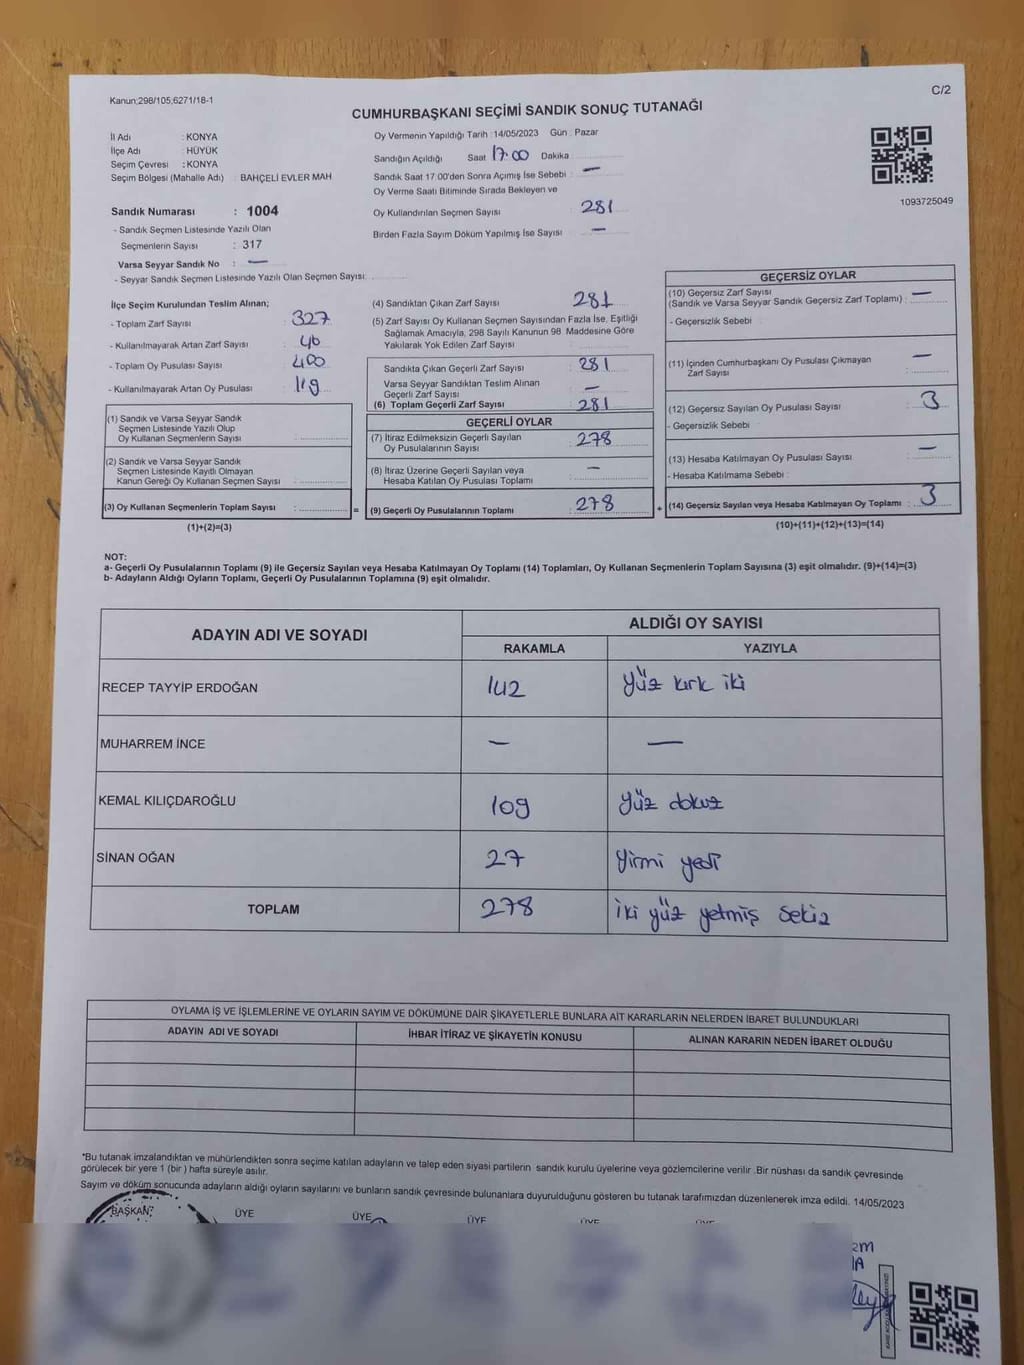 Kanun;298/105;6271/18-1
C/2
CUMHURBAŞKANI SEÇİMİ SANDIK SONUÇ TUTANAĞI
İl Adı : KONYA
İlçe Adı : HÜYÜK
Seçim Çevresi : KONYA
Seçim Bölgesi (Mahalle Adı) : BAHÇELİ EVLER MAH
Sandık Numarası : 1004
- Sandık Seçmen Listesinde Yazılı Olan
Seçmenlerin Sayısı : 317
Varsa Seyyar Sandık No : —
- Seyyar Sandık Seçmen Listesinde Yazılı Olan Seçmen Sayısı:
Oy Vermenin Yapıldığı Tarih :14/05/2023 Gün : Pazar
Sandığın Açıldığı Saat 17:00 Dakika
Sandık Saat 17:00'den Sonra Açımış İse Sebebi : —
Oy Verme Saati Bitiminde Sırada Bekleyen ve
Oy Kullandırılan Seçmen Sayısı : 281
Birden Fazla Sayım Döküm Yapılmış İse Sayısı : —
1093725049
İlçe Seçim Kurulundan Teslim Alınan;
- Toplam Zarf Sayısı : 327
- Kullanılmayarak Artan Zarf Sayısı : 46
- Toplam Oy Pusulası Sayısı : 400
- Kullanılmayarak Artan Oy Pusulası : 119
(1) Sandık ve Varsa Seyyar Sandık
Seçmen Listesinde Yazılı Olup
Oy Kullanan Seçmenlerin Sayısı :
(2) Sandık ve Varsa Seyyar Sandık
Seçmen Listesinde Kayıtlı Olmayan
Kanun Gereği Oy Kullanan Seçmen Sayısı :
(3) Oy Kullanan Seçmenlerin Toplam Sayısı : =
(1)+(2)=(3)
(4) Sandıktan Çıkan Zarf Sayısı : 281
(5) Zarf Sayısı Oy Kullanan Seçmen Sayısından Fazla İse, Eşitliği
Sağlamak Amacıyla, 298 Sayılı Kanunun 98 Maddesine Göre
Yakılarak Yok Edilen Zarf Sayısı :
Sandıkta Çıkan Geçerli Zarf Sayısı : 281
Varsa Seyyar Sandıktan Teslim Alınan
Geçerli Zarf Sayısı : —
(6) Toplam Geçerli Zarf Sayısı : 281
GEÇERLİ OYLAR
(7) İtiraz Edilmeksizin Geçerli Sayılan
Oy Pusulalarının Sayısı : 278
(8) İtiraz Üzerine Geçerli Sayılan veya
Hesaba Katılan Oy Pusulası Toplamı : —
(9) Geçerli Oy Pusulalarının Toplamı : 278 +
GEÇERSİZ OYLAR
(10) Geçersiz Zarf Sayısı
(Sandık ve Varsa Seyyar Sandık Geçersiz Zarf Toplamı) : —
- Geçersizlik Sebebi :
(11) İçinden Cumhurbaşkanı Oy Pusulası Çıkmayan
Zarf Sayısı : —
(12) Geçersiz Sayılan Oy Pusulası Sayısı : 3
- Geçersizlik Sebebi :
(13) Hesaba Katılmayan Oy Pusulası Sayısı : —
- Hesaba Katılmama Sebebi :
(14) Geçersiz Sayılan veya Hesaba Katılmayan Oy Toplamı : 3
(10)+(11)+(12)+(13)=(14)
NOT:
a- Geçerli Oy Pusulalarının Toplamı (9) ile Geçersiz Sayılan veya Hesaba Katılmayan Oy Toplamı (14) Toplamları, Oy Kullanan Seçmenlerin Toplam Sayısına (3) eşit olmalıdır. (9)+(14)=(3)
b- Adayların Aldığı Oyların Toplamı, Geçerli Oy Pusulalarının Toplamına (9) eşit olmalıdır.
ADAYIN ADI VE SOYADI
ALDIĞI OY SAYISI
RAKAMLA YAZIYLA
RECEP TAYYİP ERDOĞAN 142 yüz kırk iki
MUHARREM İNCE — —
KEMAL KILIÇDAROĞLU 109 yüz dokuz
SİNAN OĞAN 27 yirmi yedi
TOPLAM 278 iki yüz yetmiş sekiz
OYLAMA İŞ VE İŞLEMLERİNE VE OYLARIN SAYIM VE DÖKÜMÜNE DAİR ŞİKAYETLERLE BUNLARA AİT KARARLARIN NELERDEN İBARET BULUNDUKLARI
ADAYIN ADI VE SOYADI İHBAR İTİRAZ VE ŞİKAYETİN KONUSU ALINAN KARARIN NEDEN İBARET OLDUĞU
*Bu tutanak imzalandıktan ve mühürlendikten sonra seçime katılan adayların ve talep eden siyasi partilerin sandık kurulu üyelerine veya gözlemcilerine verilir .Bir nüshası da sandık çevresinde
görülecek bir yere 1 (bir ) hafta süreyle asılır.
Sayım ve döküm sonucunda adayların aldığı oyların sayılarını ve bunların sandık çevresinde bulunanlara duyurulduğunu gösteren bu tutanak tarafımızdan düzenlenerek imza edildi. 14/05/2023
BAŞKAN ÜYE ÜYE ÜYE ÜYE ÜYE